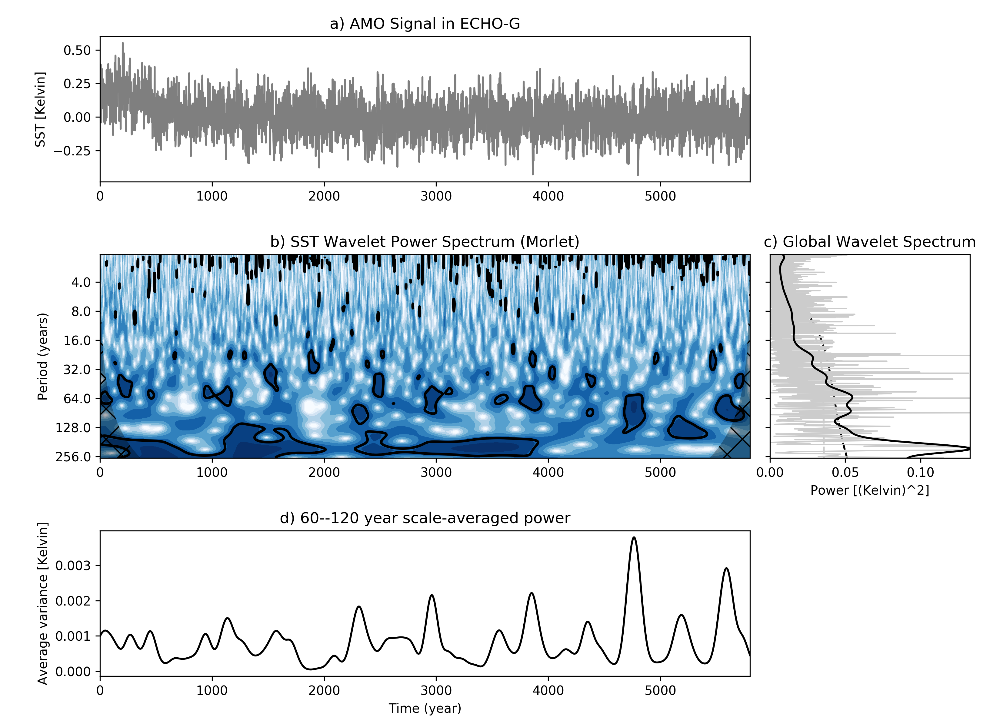 a) AMO Signal in ECHO-G
SST [Kelvin]
0.50
0.25
0.00
−0.25
0 1000 2000 3000 4000 5000
b) SST Wavelet Power Spectrum (Morlet)
Period (years)
4.0
8.0
16.0
32.0
64.0
128.0
256.0
0 1000 2000 3000 4000 5000
c) Global Wavelet Spectrum
0.00 0.05 0.10
Power [(Kelvin)^2]
d) 60--120 year scale-averaged power
Average variance [Kelvin]
0.003
0.002
0.001
0.000
0 1000 2000 3000 4000 5000
Time (year)